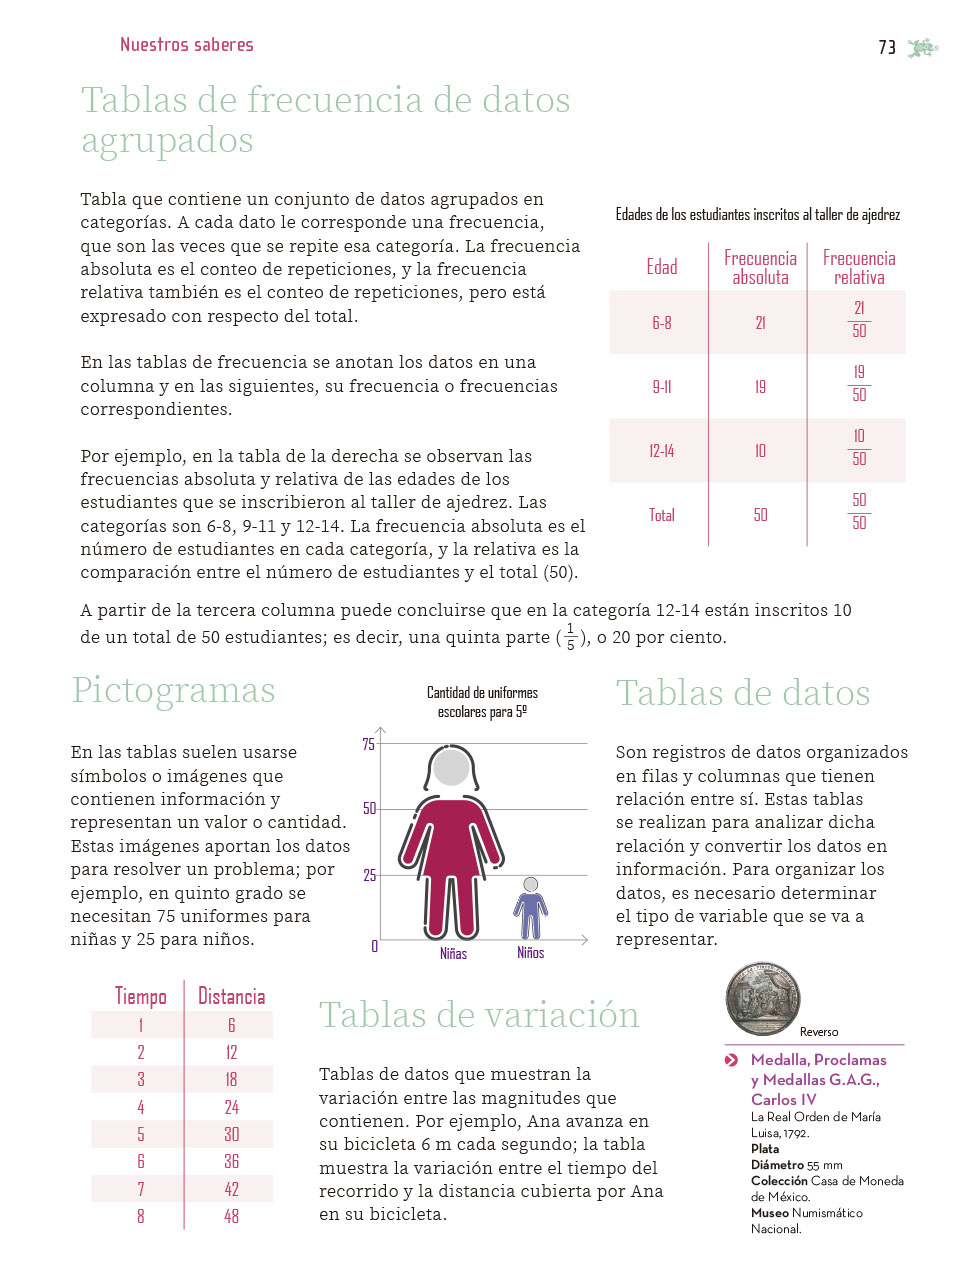 Nuestros saberes
73
Tablas de frecuencia de datos
agrupados
Tabla que contiene un conjunto de datos agrupados en
categorías. A cada dato le corresponde una frecuencia,
que son las veces que se repite esa categoría. La frecuencia
absoluta es el conteo de repeticiones, y la frecuencia
relativa también es el conteo de repeticiones, pero está
expresado con respecto del total.
En las tablas de frecuencia se anotan los datos en una
columna y en las siguientes, su frecuencia o frecuencias
correspondientes.
Por ejemplo, en la tabla de la derecha se observan las
frecuencias absoluta y relativa de las edades de los
estudiantes que se inscribieron al taller de ajedrez. Las
categorías son 6-8, 9-11 y 12-14. La frecuencia absoluta es el
número de estudiantes en cada categoría, y la relativa es la
comparación entre el número de estudiantes y el total (50).
Edades de los estudiantes inscritos al taller de ajedrez
Edad Frecuencia absoluta Frecuencia relativa
6-8 21 21/50
9-11 19 19/50
12-14 10 10/50
Total 50 50/50
A partir de la tercera columna puede concluirse que en la categoría 12-14 están inscritos 10
de un total de 50 estudiantes; es decir, una quinta parte (1/5), o 20 por ciento.
Pictogramas
En las tablas suelen usarse
símbolos o imágenes que
contienen información y
representan un valor o cantidad.
Estas imágenes aportan los datos
para resolver un problema; por
ejemplo, en quinto grado se
necesitan 75 uniformes para
niñas y 25 para niños.
Cantidad de uniformes
escolares para 5º
75
50
25
0
Niñas
Niños
Tablas de datos
Son registros de datos organizados
en filas y columnas que tienen
relación entre sí. Estas tablas
se realizan para analizar dicha
relación y convertir los datos en
información. Para organizar los
datos, es necesario determinar
el tipo de variable que se va a
representar.
Tiempo Distancia
1 6
2 12
3 18
4 24
5 30
6 36
7 42
8 48
Tablas de variación
Tablas de datos que muestran la
variación entre las magnitudes que
contienen. Por ejemplo, Ana avanza en
su bicicleta 6 m cada segundo; la tabla
muestra la variación entre el tiempo del
recorrido y la distancia cubierta por Ana
en su bicicleta.
Reverso
Medalla, Proclamas
y Medallas G.A.G.,
Carlos IV
La Real Orden de María
Luisa, 1792.
Plata
Diámetro 55 mm
Colección Casa de Moneda
de México.
Museo Numismático
Nacional.